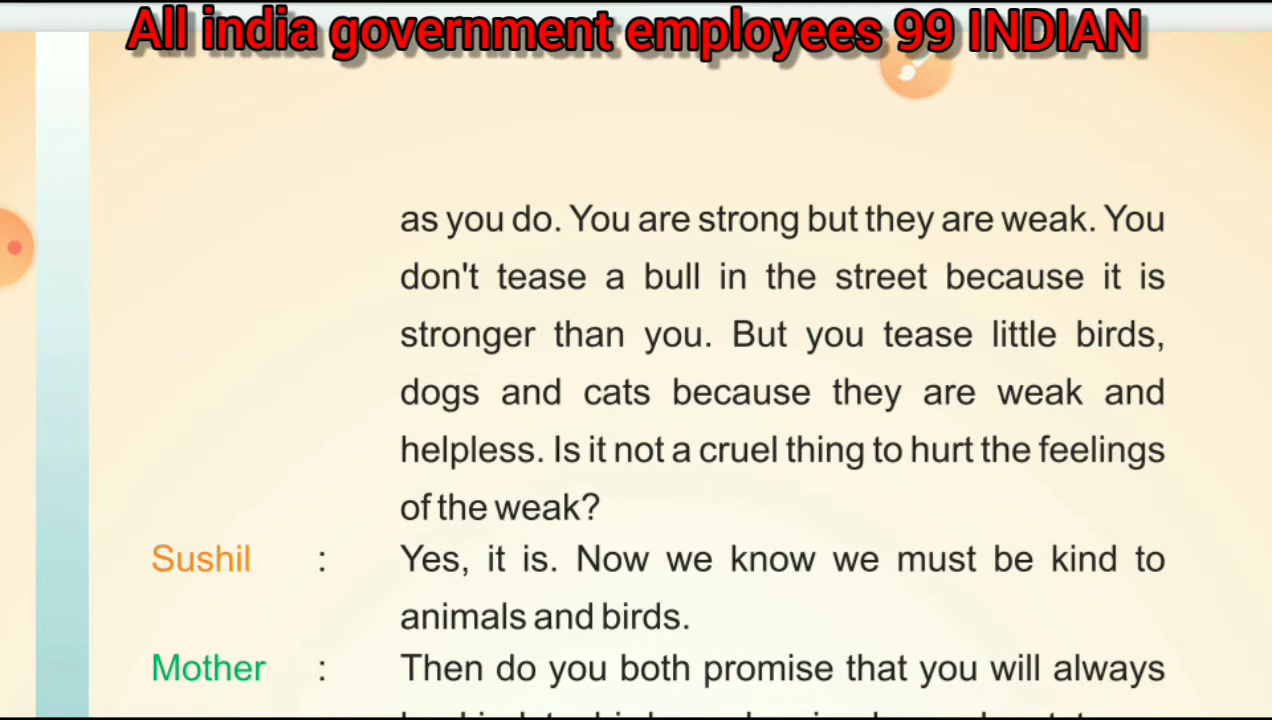 All india government employees 99 INDIAN
as you do. You are strong but they are weak. You
don't tease a bull in the street because it is
stronger than you. But you tease little birds,
dogs and cats because they are weak and
helpless. Is it not a cruel thing to hurt the feelings
of the weak?
Sushil : Yes, it is. Now we know we must be kind to
animals and birds.
Mother : Then do you both promise that you will always